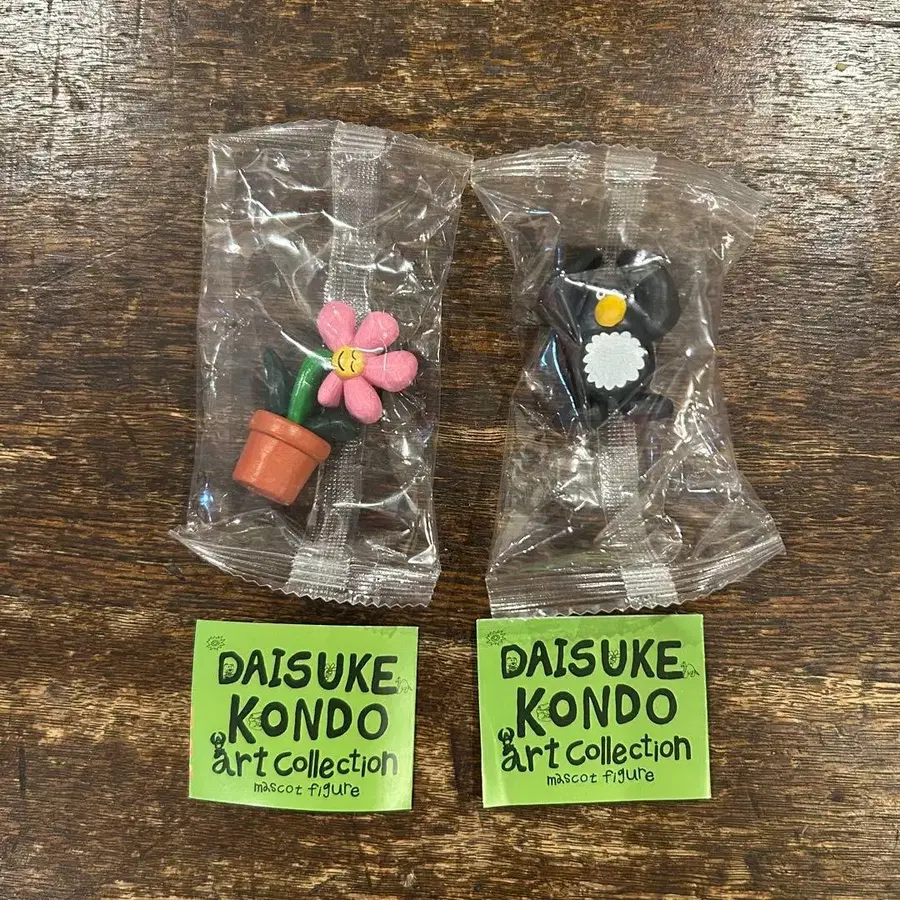 DAISUKE
KONDO
art collection
mascot figure
DAISUKE
KONDO
art collection
mascot figure